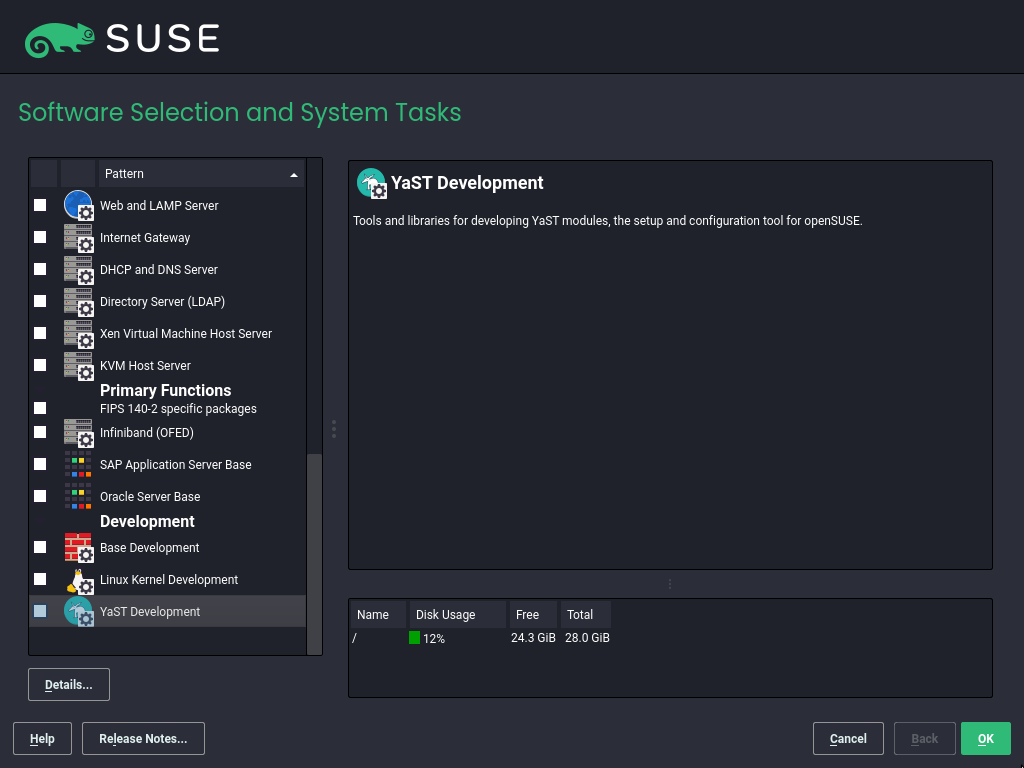 SUSE
Software Selection and System Tasks
Pattern
Web and LAMP Server
Internet Gateway
DHCP and DNS Server
Directory Server (LDAP)
Xen Virtual Machine Host Server
KVM Host Server
Primary Functions
FIPS 140-2 specific packages
Infiniband (OFED)
SAP Application Server Base
Oracle Server Base
Development
Base Development
Linux Kernel Development
YaST Development
Details...
YaST Development
Tools and libraries for developing YaST modules, the setup and configuration tool for openSUSE.
Name Disk Usage Free Total
/ 12% 24.3 GiB 28.0 GiB
Help Release Notes... Cancel Back OK